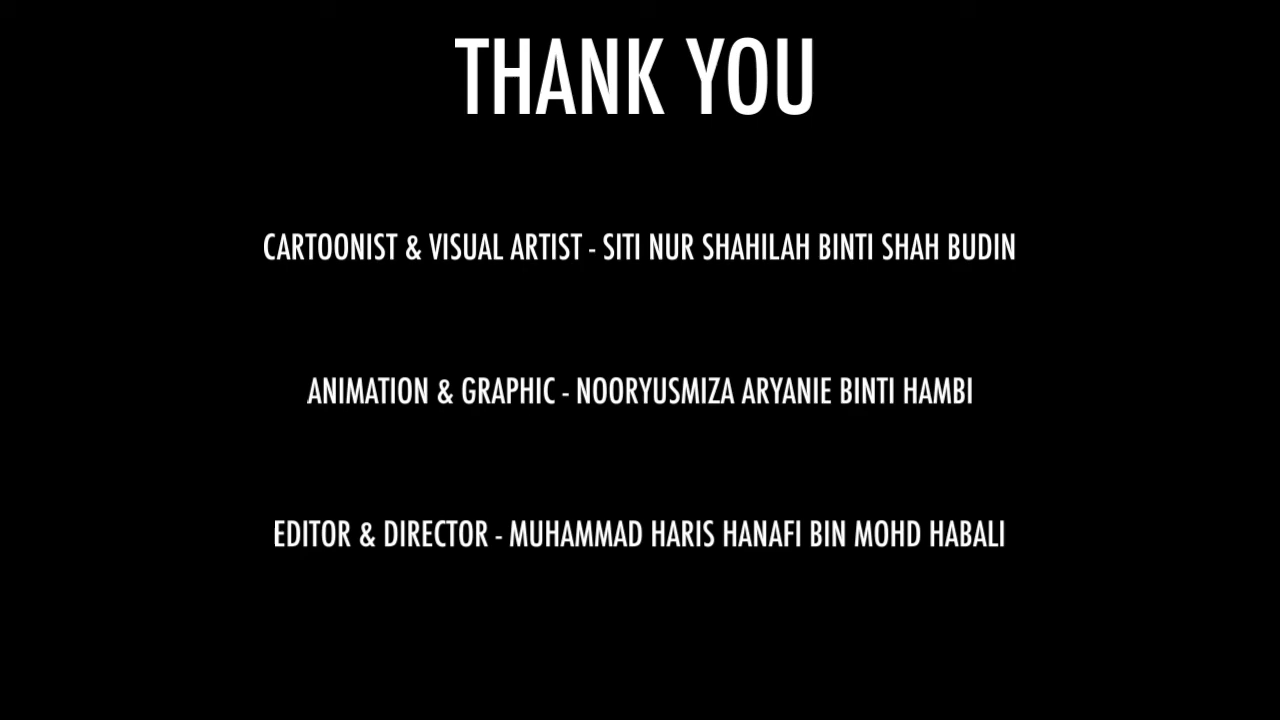 THANK YOU
CARTOONIST & VISUAL ARTIST - SITI NUR SHAHILAH BINTI SHAH BUDIN
ANIMATION & GRAPHIC - NOORYUSMIZA ARYANIE BINTI HAMBI
EDITOR & DIRECTOR - MUHAMMAD HARIS HANAFI BIN MOHD HABALI